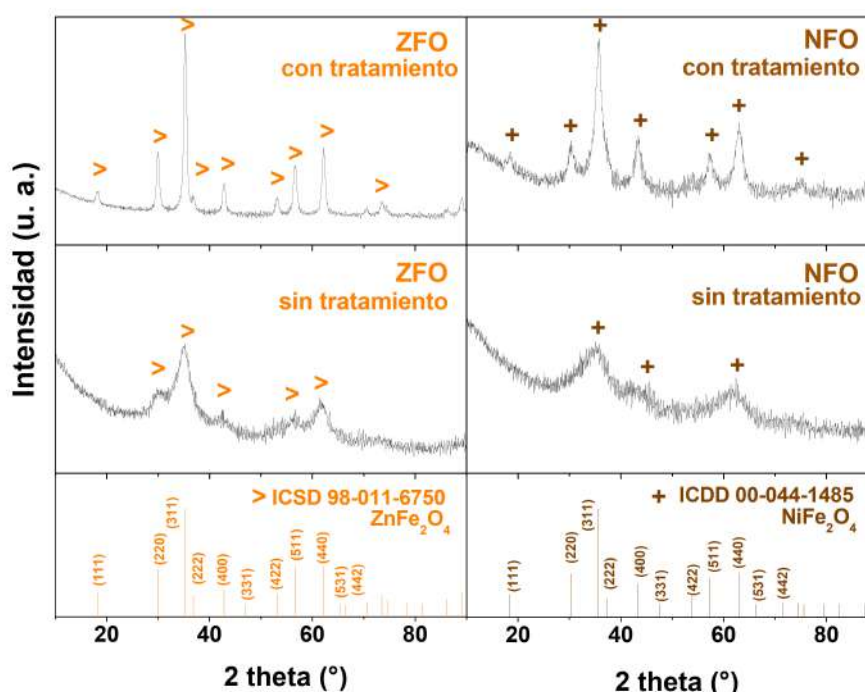 Intensidad (u. a.)
ZFO
con tratamiento
> > > > > > > > >
NFO
con tratamiento
+ + + + + + +
ZFO
sin tratamiento
> > > > >
NFO
sin tratamiento
+ + +
> ICSD 98-011-6750
ZnFe₂O₄
(111)
(220)
(311)
(222)
(400)
(331)
(422)
(511)
(440)
(531)
(442)
20 40 60 80
2 theta (°)
+ ICDD 00-044-1485
NiFe₂O₄
(111)
(220)
(311)
(222)
(400)
(331)
(422)
(511)
(440)
(531)
(442)
20 40 60 80
2 theta (°)